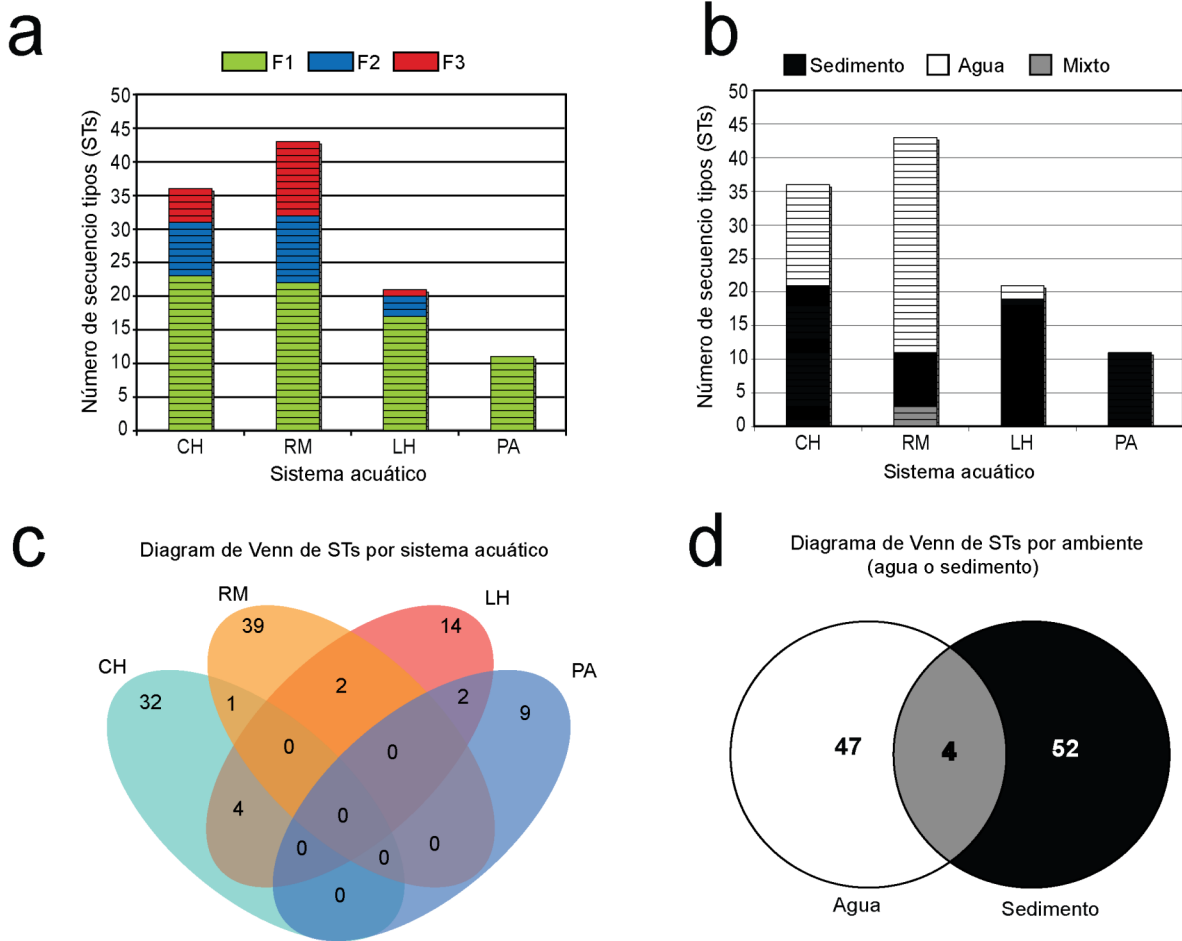 a
F1 F2 F3
Número de secuencio tipos (STs)
50
45
40
35
30
25
20
15
10
5
0
CH RM LH PA
Sistema acuático
b
Sedimento Agua Mixto
Número de secuencio tipos (STs)
50
45
40
35
30
25
20
15
10
5
0
CH RM LH PA
Sistema acuático
c
Diagram de Venn de STs por sistema acuático
RM LH
CH PA
39 14
32 1 2 2 9
0 0
4 0
0 0 0
0
d
Diagrama de Venn de STs por ambiente
(agua o sedimento)
47 4 52
Agua Sedimento